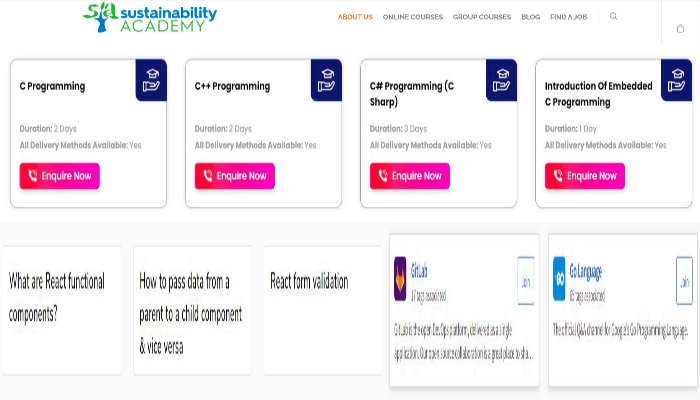 sustainability
ACADEMY
ABOUT US ONLINE COURSES GROUP COURSES BLOG FIND A JOB
C Programming
Duration: 2 Days
All Delivery Methods Available: Yes
Enquire Now
C++ Programming
Duration: 2 Days
All Delivery Methods Available: Yes
Enquire Now
C# Programming (C
Sharp)
Duration: 3 Days
All Delivery Methods Available: Yes
Enquire Now
Introduction Of Embedded
C Programming
Duration: 1 Day
All Delivery Methods Available: Yes
Enquire Now
What are React functional
components?
How to pass data from a
parent to a child component
& vice versa
React form validation
GitLab
Join
17 tags associated
GitLab is the open DevOps platform, delivered as a single
application. Our open source collaboration is a great place to sha...
GO
Go Language
Join
65 tags associated
The official Q&A channel for Google's Go Programming Language.